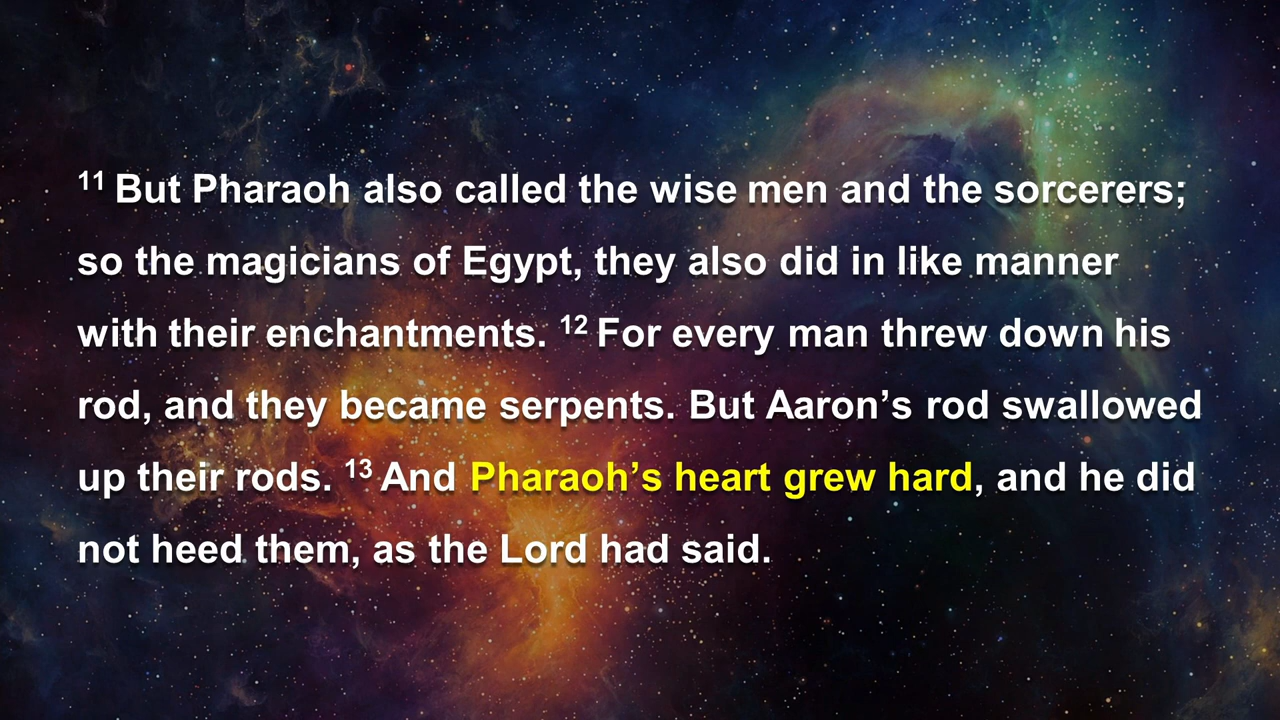 11 But Pharaoh also called the wise men and the sorcerers;
so the magicians of Egypt, they also did in like manner
with their enchantments. 12 For every man threw down his
rod, and they became serpents. But Aaron’s rod swallowed
up their rods. 13 And Pharaoh’s heart grew hard, and he did
not heed them, as the Lord had said.